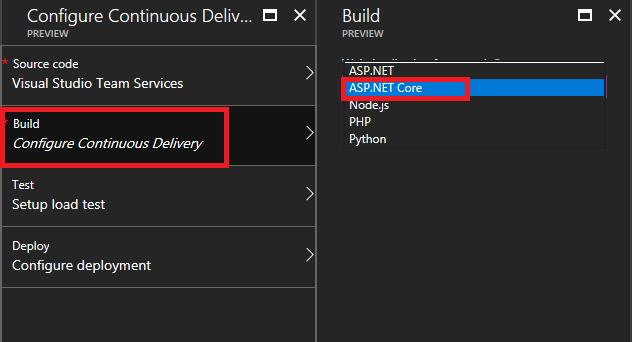 Configure Continuous Deliv...
PREVIEW
* Source code
Visual Studio Team Services
* Build
Configure Continuous Delivery
Test
Setup load test
Deploy
Configure deployment
Build
PREVIEW
ASP.NET
ASP.NET Core
Node.js
PHP
Python